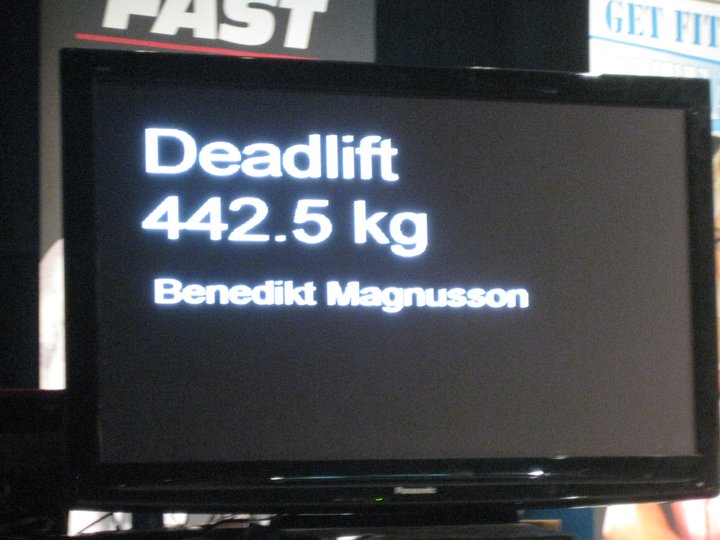 FAST
GET FIT
Deadlift
442.5 kg
Benedikt Magnusson
Panasonic